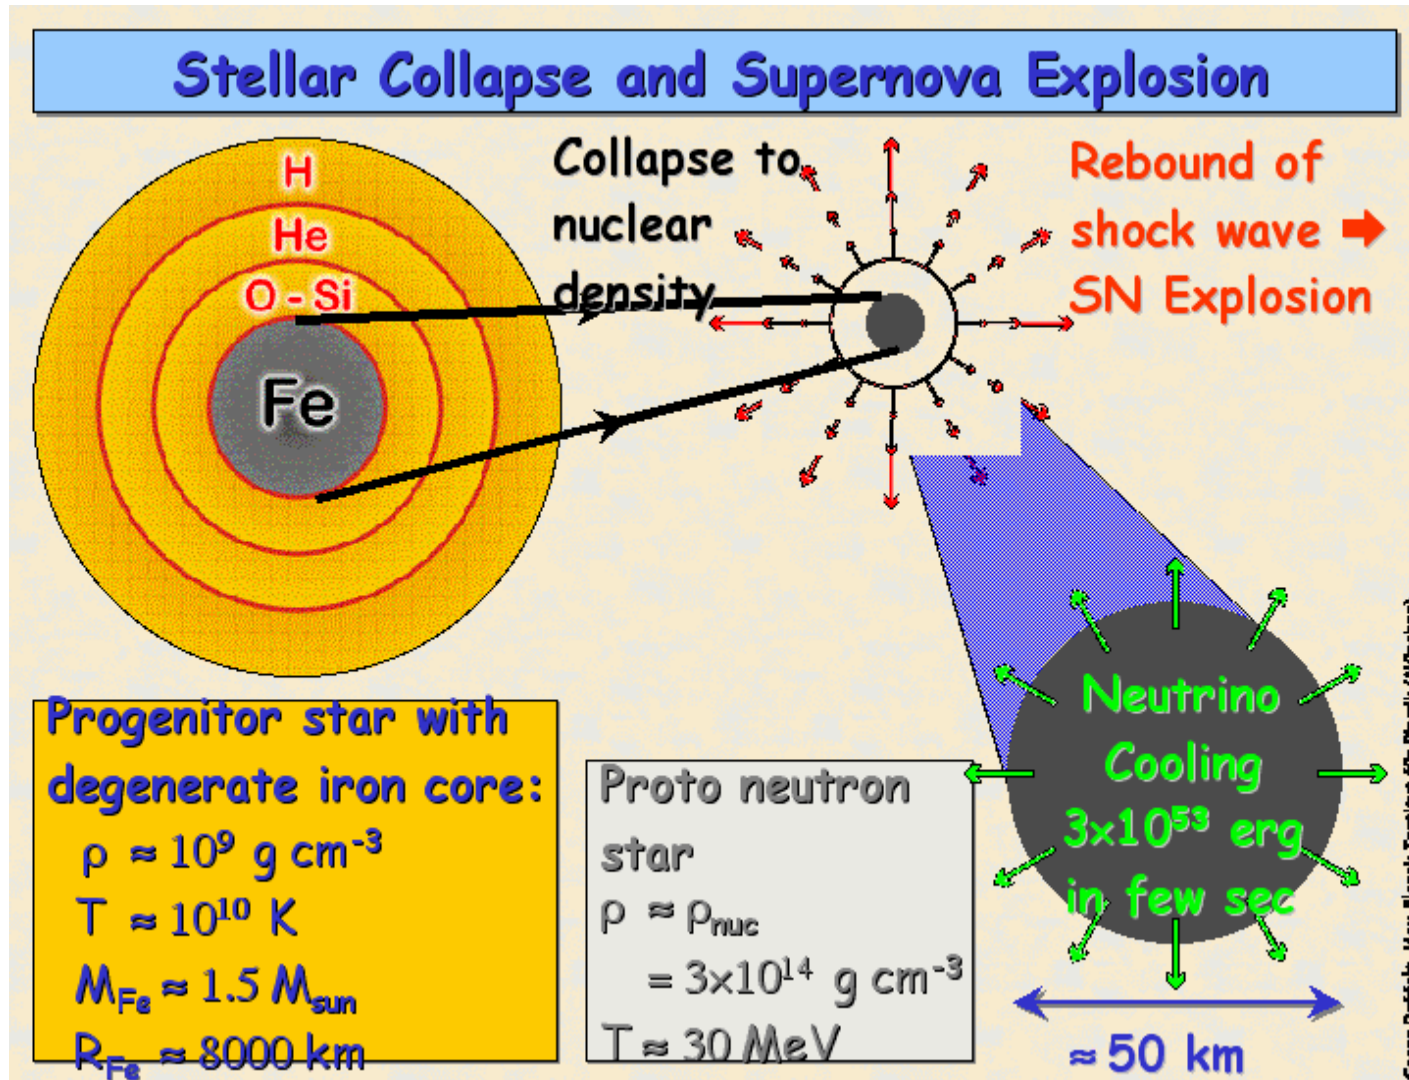 Stellar Collapse and Supernova Explosion
H
He
O - Si
Fe
Collapse to
nuclear
density
Rebound of
shock wave ➡
SN Explosion
Progenitor star with
degenerate iron core:
ρ ≈ 10⁹ g cm⁻³
T ≈ 10¹⁰ K
M_Fe ≈ 1.5 M_sun
R_Fe ≈ 8000 km
Proto neutron
star
ρ ≈ ρ_nuc
= 3×10¹⁴ g cm⁻³
T ≈ 30 MeV
Neutrino
Cooling
3×10⁵³ erg
in few sec
≈ 50 km